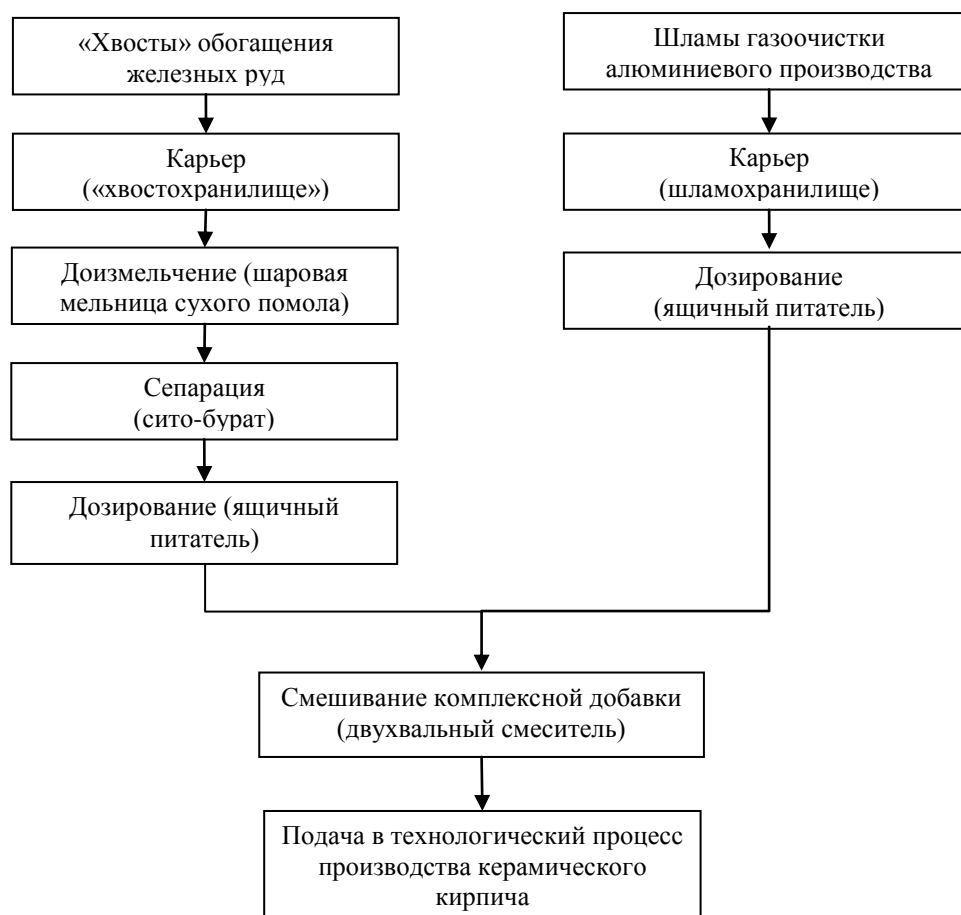 «Хвосты» обогащения
железных руд
Карьер
(«хвостохранилище»)
Доизмельчение (шаровая
мельница сухого помола)
Сепарация
(сито-бурат)
Дозирование (ящичный
питатель)
Шламы газоочистки
алюминиевого производства
Карьер
(шламохранилище)
Дозирование
(ящичный питатель)
Смешивание комплексной добавки
(двухвальный смеситель)
Подача в технологический процесс
производства керамического
кирпича